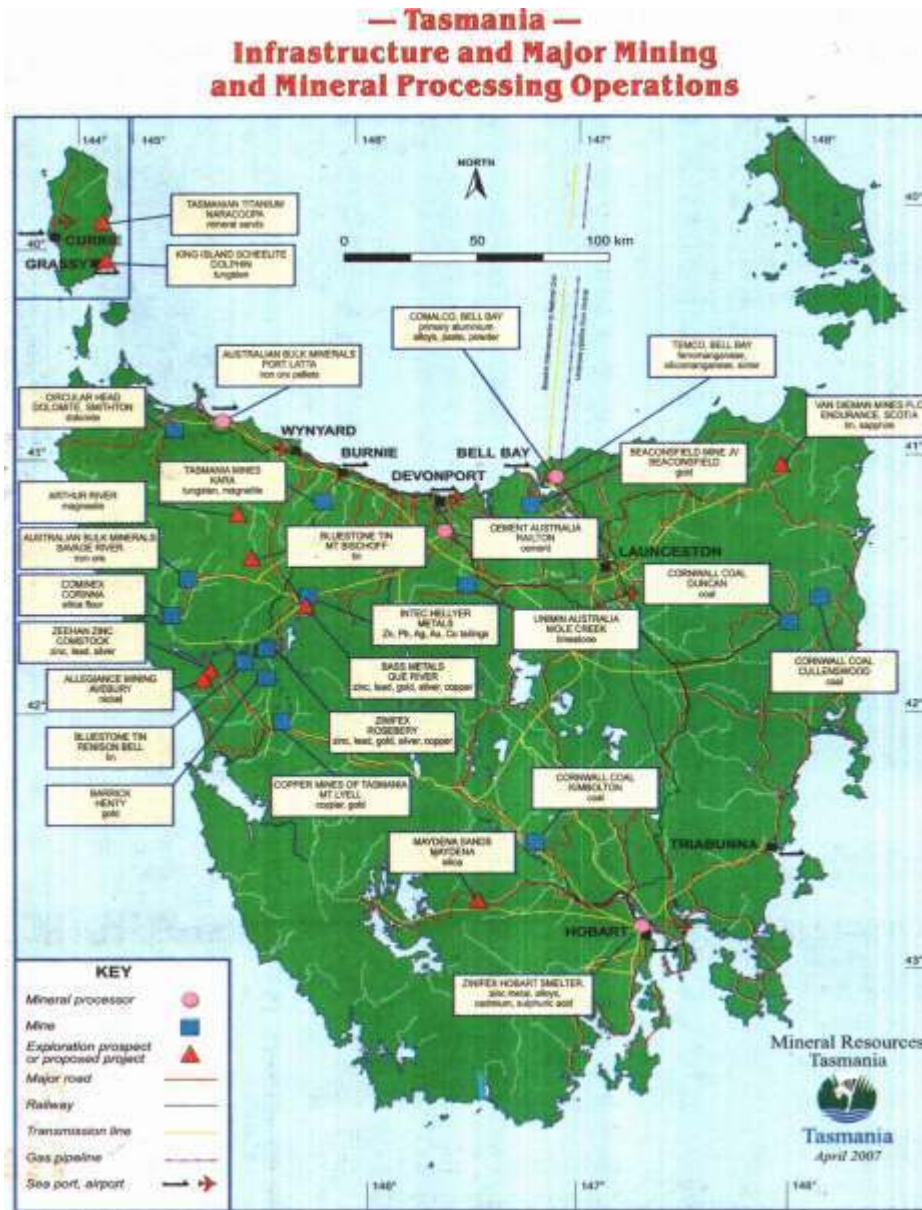 — Tasmania —
Infrastructure and Major Mining
and Mineral Processing Operations
144°
145
146
147
148
NORTH
0
50
100 km
40°
40°
TASMANIAN TITANIUM
NARACOOPA
mineral sands
CURRIE
GRASSY
KING ISLAND SCHEELITE
DOLPHIN
tungsten
COMALCO, BELL BAY
primary aluminium
alloys, paste, powder
TEMCO, BELL BAY
ferromanganese,
silicomanganese, sinter
AUSTRALIAN BULK MINERALS
PORT LATTA
iron ore pellets
CIRCULAR HEAD
DOLOMITE, SMITHTON
dolomite
VAN DIEMAN MINES PLC
ENDURANCE, SCOTIA
tin, sapphire
41°
41°
WYNYARD
BURNIE
BELL BAY
DEVONPORT
BEACONSFIELD MINE JV
BEACONSFIELD
gold
TASMANIA MINES
KARA
tungsten, magnetite
ARTHUR RIVER
magnesite
CEMENT AUSTRALIA
RAILTON
cement
BLUESTONE TIN
MT BISCHOFF
tin
AUSTRALIAN BULK MINERALS
SAVAGE RIVER
iron ore
LAUNCESTON
COMINEX
CORINNA
silica flour
CORNWALL COAL
DUNCAN
coal
INTEC HELLYER
METALS
Zn, Pb, Ag, Au, Cu tailings
UNIMIN AUSTRALIA
MOLE CREEK
limestone
ZEEHAN ZINC
COMSTOCK
zinc, lead, silver
BASS METALS
QUE RIVER
zinc, lead, gold, silver, copper
CORNWALL COAL
CULLENSWOOD
coal
ALLEGIANCE MINING
AVEBURY
nickel
42°
42°
ZINIFEX
ROSEBERY
zinc, lead, gold, silver, copper
BLUESTONE TIN
RENISON BELL
tin
BARRICK
HENTY
gold
COPPER MINES OF TASMANIA
MT LYELL
copper, gold
CORNWALL COAL
KIMBOLTON
coal
MAYDENA SANDS
MAYDENA
silica
TRIABUNNA
HOBART
43°
ZINIFEX HOBART SMELTER,
zinc metal, alloys,
cadmium, sulphuric acid
KEY
Mineral processor
Mine
Exploration prospect
or proposed project
Major road
Railway
Transmission line
Gas pipeline
Sea port, airport
Mineral Resources
Tasmania
Tasmania
April 2007
146°
147°
148°